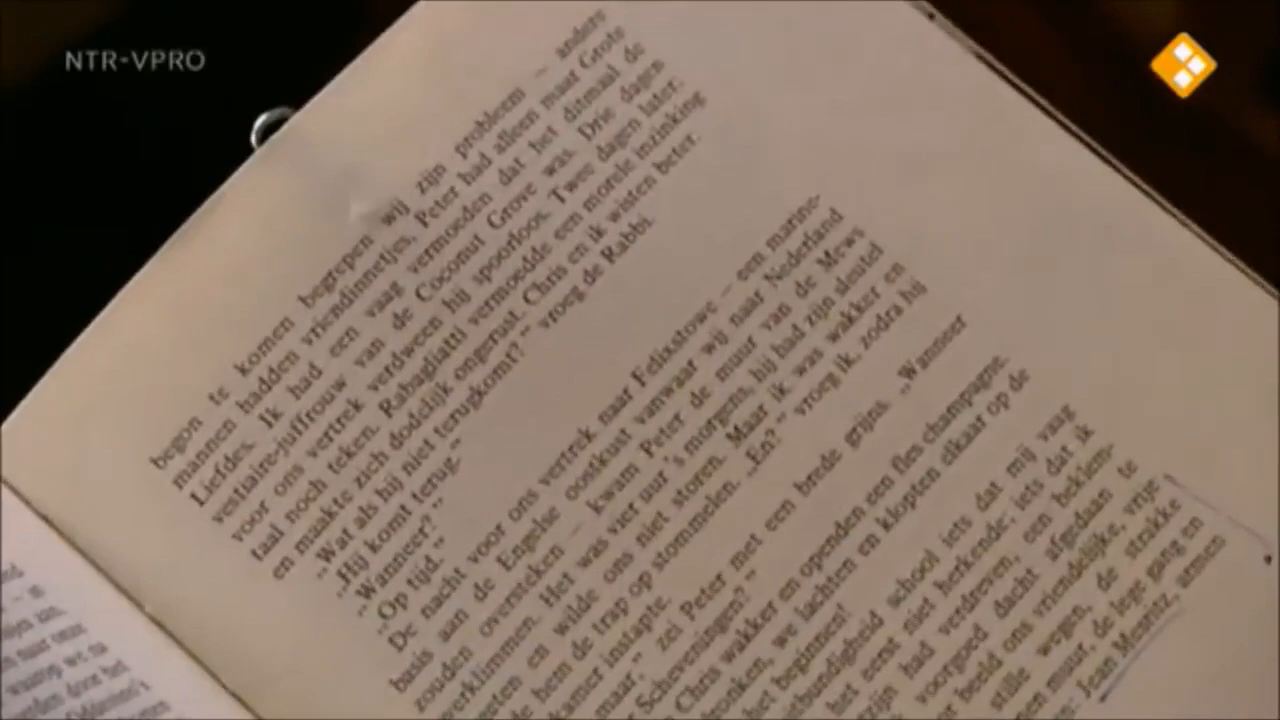 NTR-VPRO
begon te komen begrepen wij zijn probleem – andere
mannen hadden vriendinnetjes, Peter had alleen maar Grote
Liefdes. Ik had een vaag vermoeden dat het ditmaal de
vestiaire-juffrouw van de Coconut Grove was. Drie dagen
voor ons vertrek verdween hij spoorloos. Twee dagen later:
taal noch teken. Rabagliatti vermoedde een morele inzinking
en maakte zich dodelijk ongerust. Chris en ik wisten beter.
„Wat als hij niet terugkomt?” vroeg de Rabbi.
„Hij komt terug.”
„Wanneer?”
„Op tijd.”
De nacht voor ons vertrek naar Felixstowe – een marine-
basis aan de Engelse oostkust vanwaar wij naar Nederland
zouden oversteken – kwam Peter de muur van de Mews
verklimmen. Het was vier uur 's morgens, hij had zijn sleutel
eten en wilde ons niet storen. Maar ik was wakker en
de hem de trap op stommelen. „En?” vroeg ik, zodra hij
kamer instapte.
maar,” zei Peter met een brede grijns. „Wanneer
Scheveningen?”
Chris wakker en openden een fles champagne.
ronken, we lachten en klopten elkaar op de
het beginnen!
bundigheid school iets dat mij vaag
het eerst niet herkende; iets dat ik
zijn had verdreven, een beklem-
voorgoed dacht afgedaan te
beeld ons vriendelijke, vrije
stille wegen, de strakke
en muur, de lege gang en
Jean Mesritz, armen